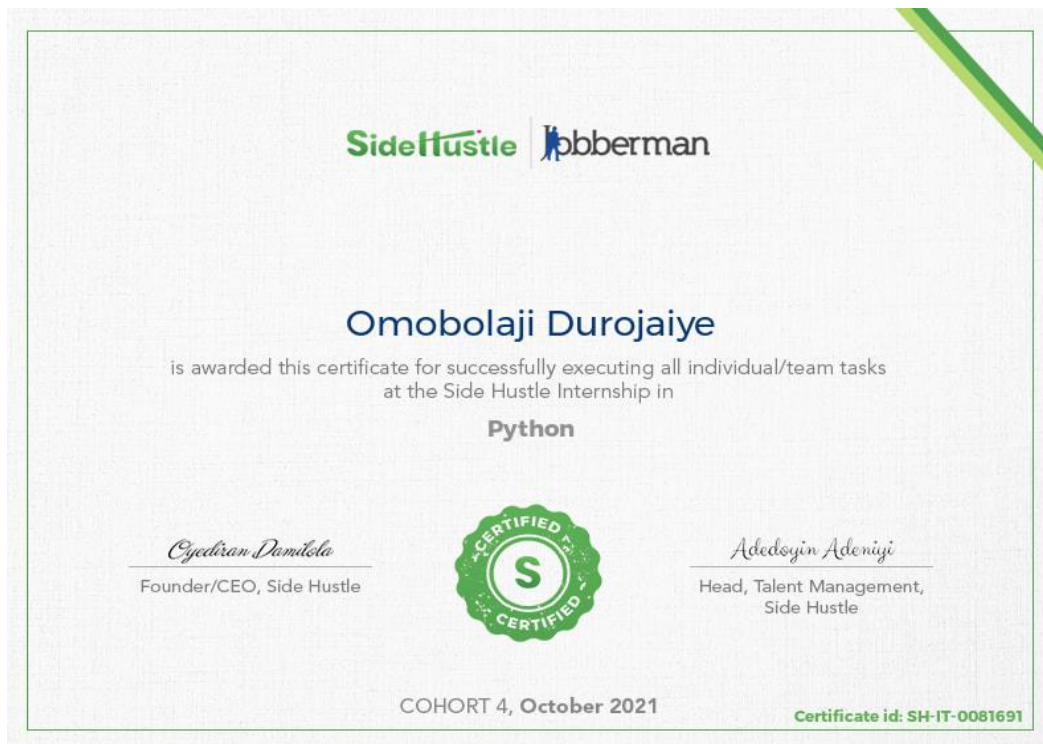 SideHustle Jobberman
Omobolaji Durojaiye
is awarded this certificate for successfully executing all individual/team tasks
at the Side Hustle Internship in
Python
Oyediran Damilola
Founder/CEO, Side Hustle
CERTIFIED
S
CERTIFIED
Adedoyin Adeniyi
Head, Talent Management,
Side Hustle
COHORT 4, October 2021
Certificate id: SH-IT-0081691